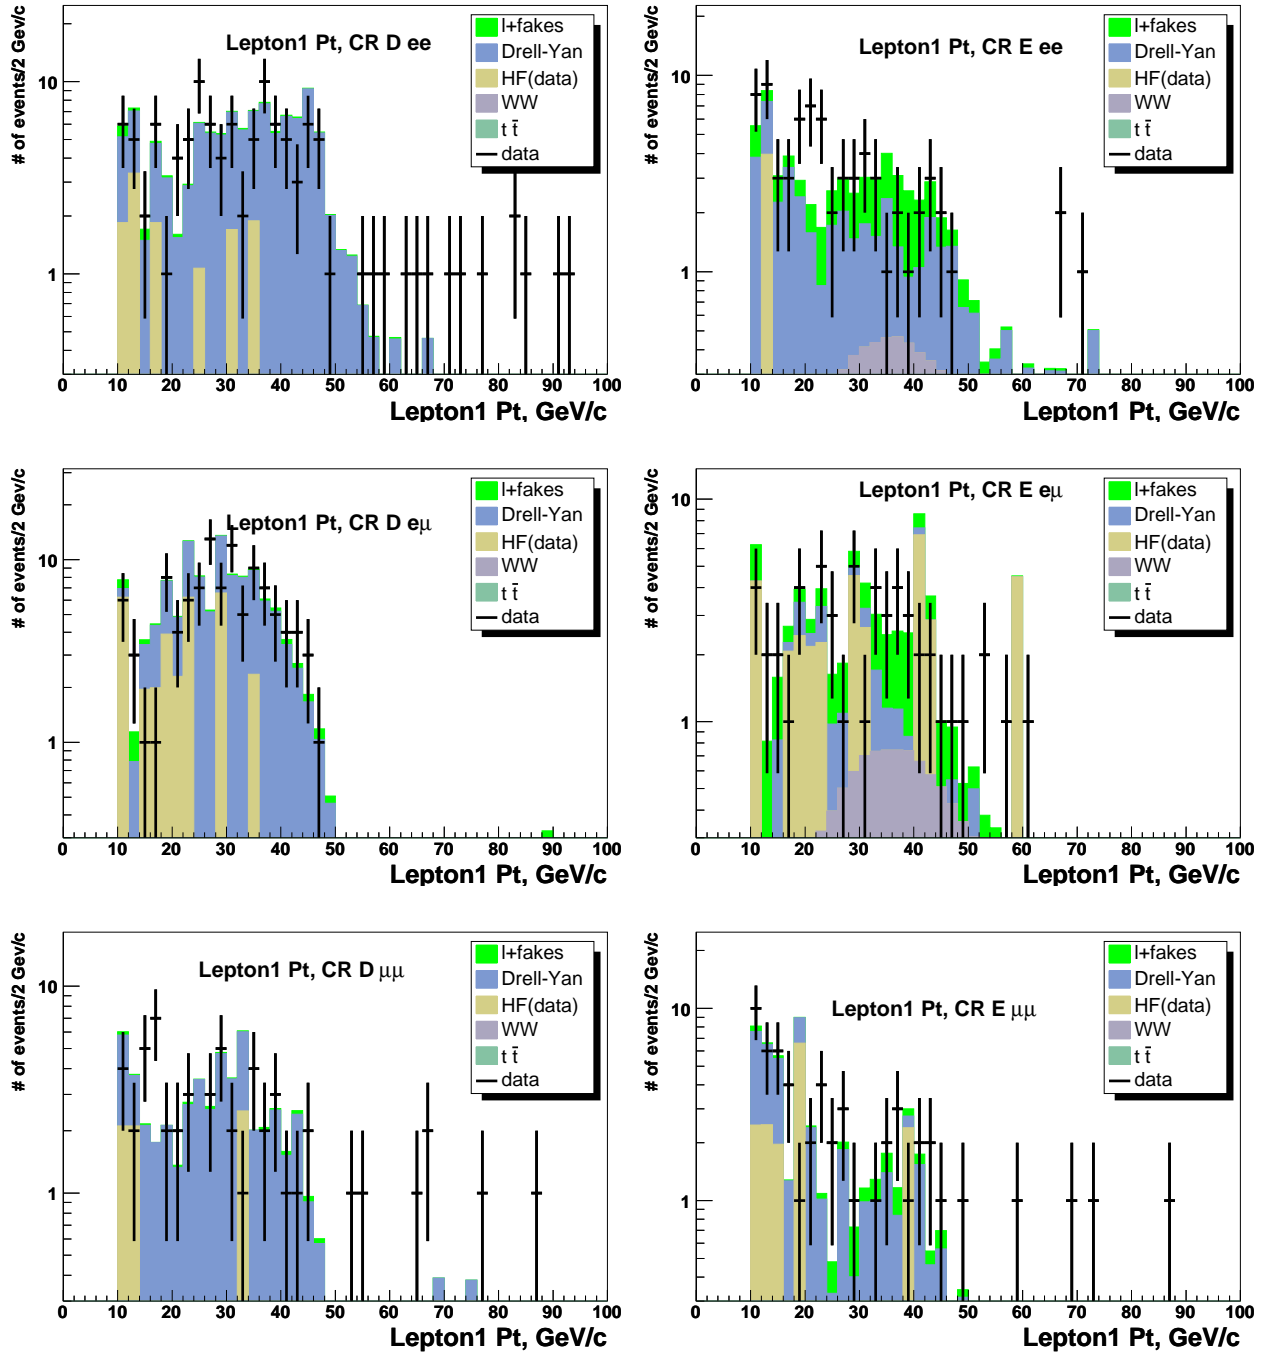 Lepton1 Pt, CR D ee
# of events/2 Gev/c
l+fakes
Drell-Yan
HF(data)
WW
t t̄
data
10
1
0 10 20 30 40 50 60 70 80 90 100
Lepton1 Pt, GeV/c
Lepton1 Pt, CR E ee
# of events/2 Gev/c
l+fakes
Drell-Yan
HF(data)
WW
t t̄
data
10
1
0 10 20 30 40 50 60 70 80 90 100
Lepton1 Pt, GeV/c
Lepton1 Pt, CR D eμ
# of events/2 Gev/c
l+fakes
Drell-Yan
HF(data)
WW
t t̄
data
10
1
0 10 20 30 40 50 60 70 80 90 100
Lepton1 Pt, GeV/c
Lepton1 Pt, CR E eμ
# of events/2 Gev/c
l+fakes
Drell-Yan
HF(data)
WW
t t̄
data
10
1
0 10 20 30 40 50 60 70 80 90 100
Lepton1 Pt, GeV/c
Lepton1 Pt, CR D μμ
# of events/2 Gev/c
l+fakes
Drell-Yan
HF(data)
WW
t t̄
data
10
1
0 10 20 30 40 50 60 70 80 90 100
Lepton1 Pt, GeV/c
Lepton1 Pt, CR E μμ
# of events/2 Gev/c
l+fakes
Drell-Yan
HF(data)
WW
t t̄
data
10
1
0 10 20 30 40 50 60 70 80 90 100
Lepton1 Pt, GeV/c